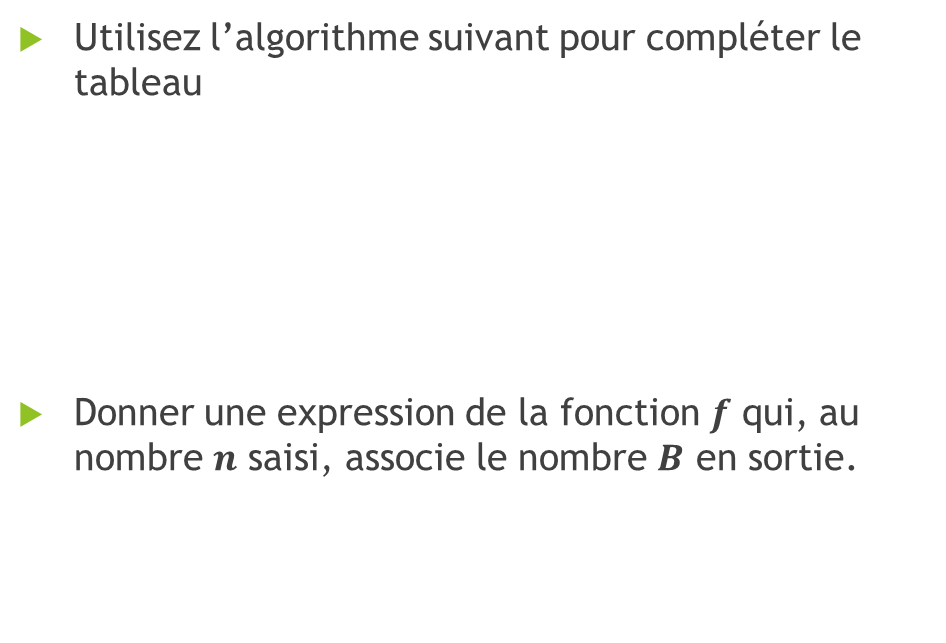 Utilisez l’algorithme suivant pour compléter le
tableau
Donner une expression de la fonction f qui, au
nombre n saisi, associe le nombre B en sortie.